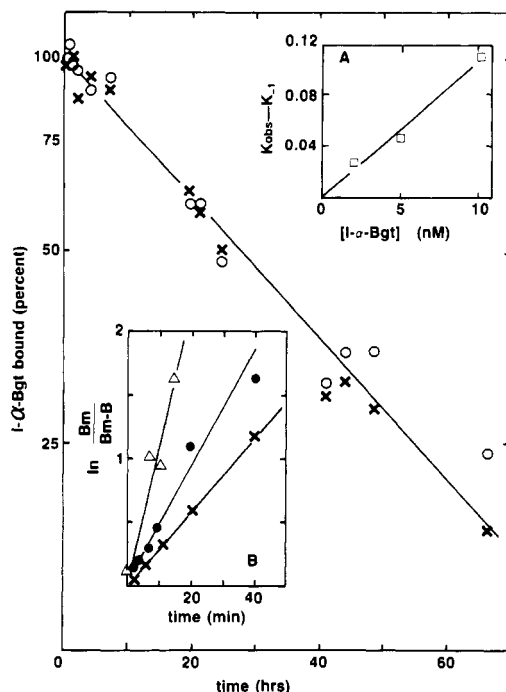 100
75
50
25
I-α-Bgt bound (percent)
0
20
40
60
time (hrs)
A
0.12
0.08
0.04
Kobs—K-1
0
5
10
[I-α-Bgt] (nM)
2
1
ln Bm
Bm-B
B
0
20
40
time (min)